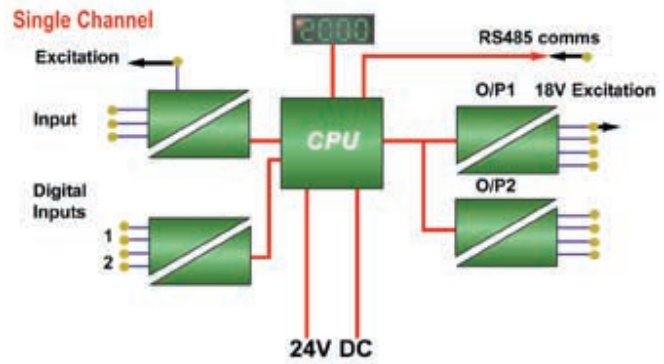 Single Channel
2000
RS485 comms
Excitation
O/P1 18V Excitation
Input
CPU
Digital
Inputs
O/P2
1
2
24V DC